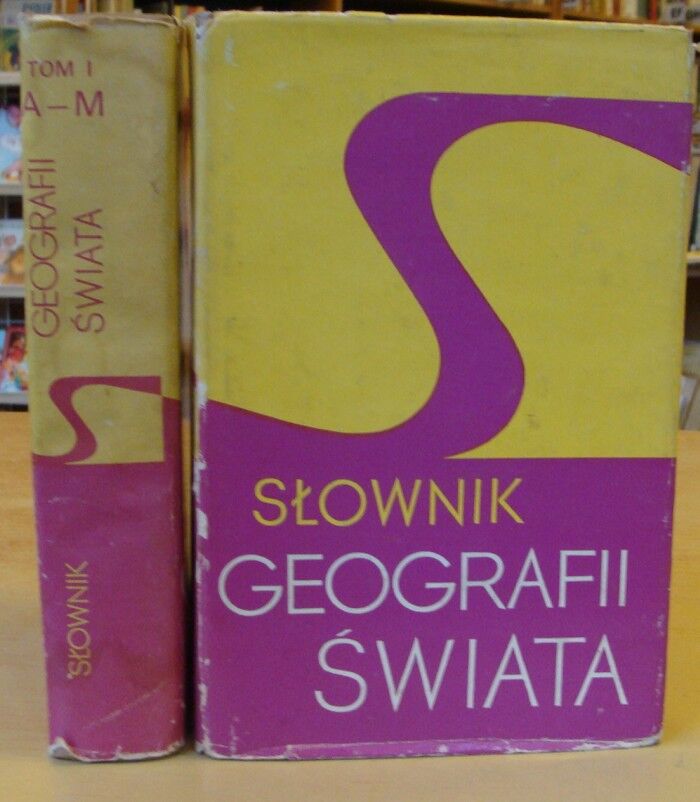 TOM I
A-M
GEOGRAFII
ŚWIATA
SŁOWNIK
SŁOWNIK
GEOGRAFII
ŚWIATA